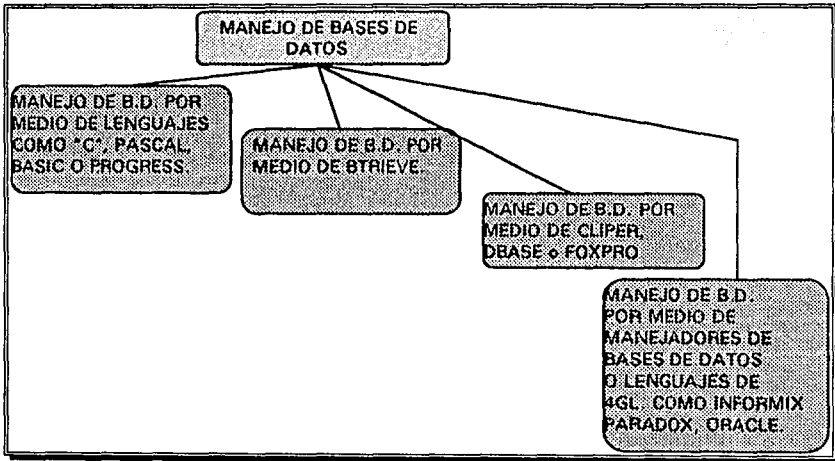 MANEJO DE BASES DE
DATOS
MANEJO DE B.D. POR
MEDIO DE LENGUAJES
COMO "C", PASCAL,
BASIC O PROGRESS.
MANEJO DE B.D. POR
MEDIO DE BTRIEVE.
MANEJO DE B.D. POR
MEDIO DE CLIPER,
DBASE o FOXPRO
MANEJO DE B.D.
POR MEDIO DE
MANEJADORES DE
BASES DE DATOS
O LENGUAJES DE
4GL, COMO INFORMIX
PARADOX, ORACLE.